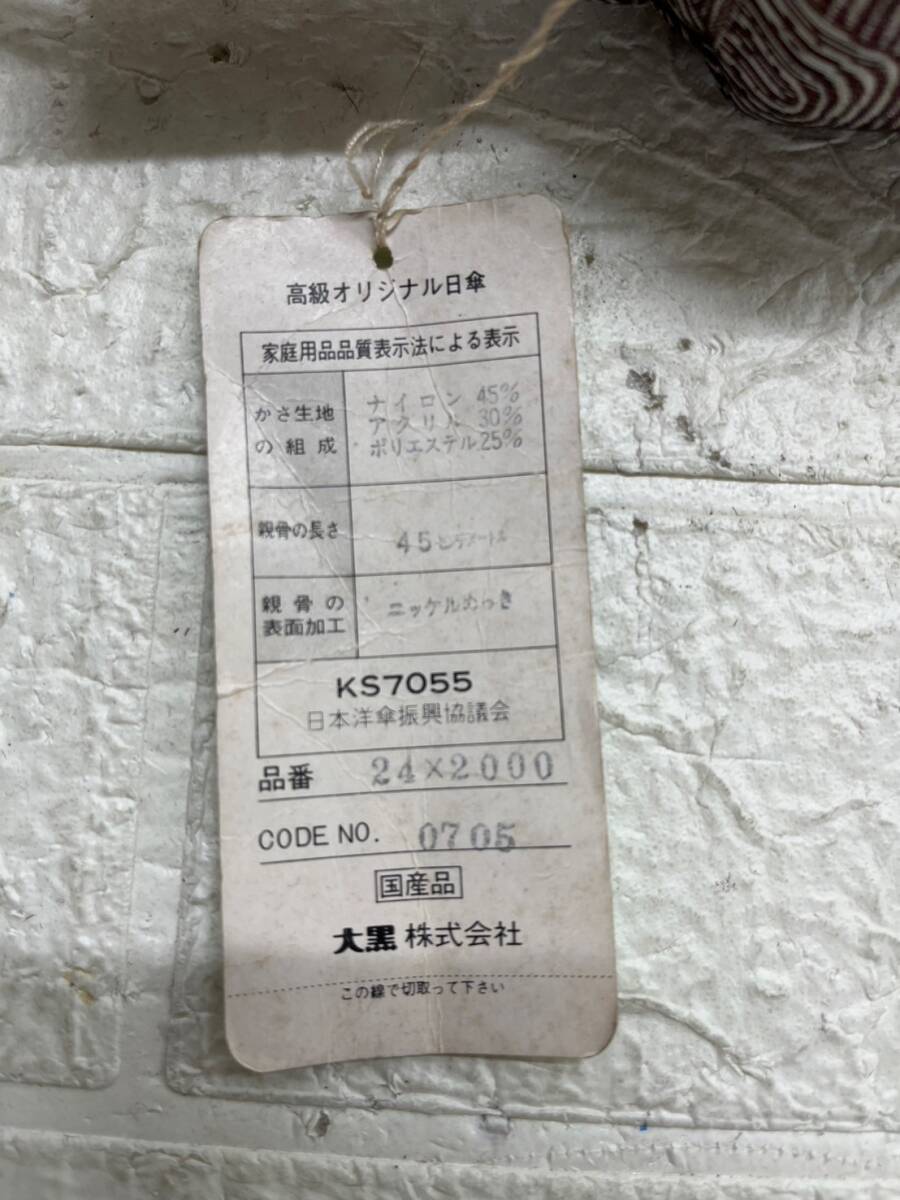 高級オリジナル日傘
家庭用品品質表示法による表示
かさ生地
の組成
ナイロン 45%
アクリル 30%
ポリエステル25%
親骨の長さ
45センチメートル
親骨の
表面加工
ニッケルめっき
KS7055
日本洋傘振興協議会
品番 24×2000
CODE NO. 0705
国産品
大黒株式会社
この線で切取って下さい